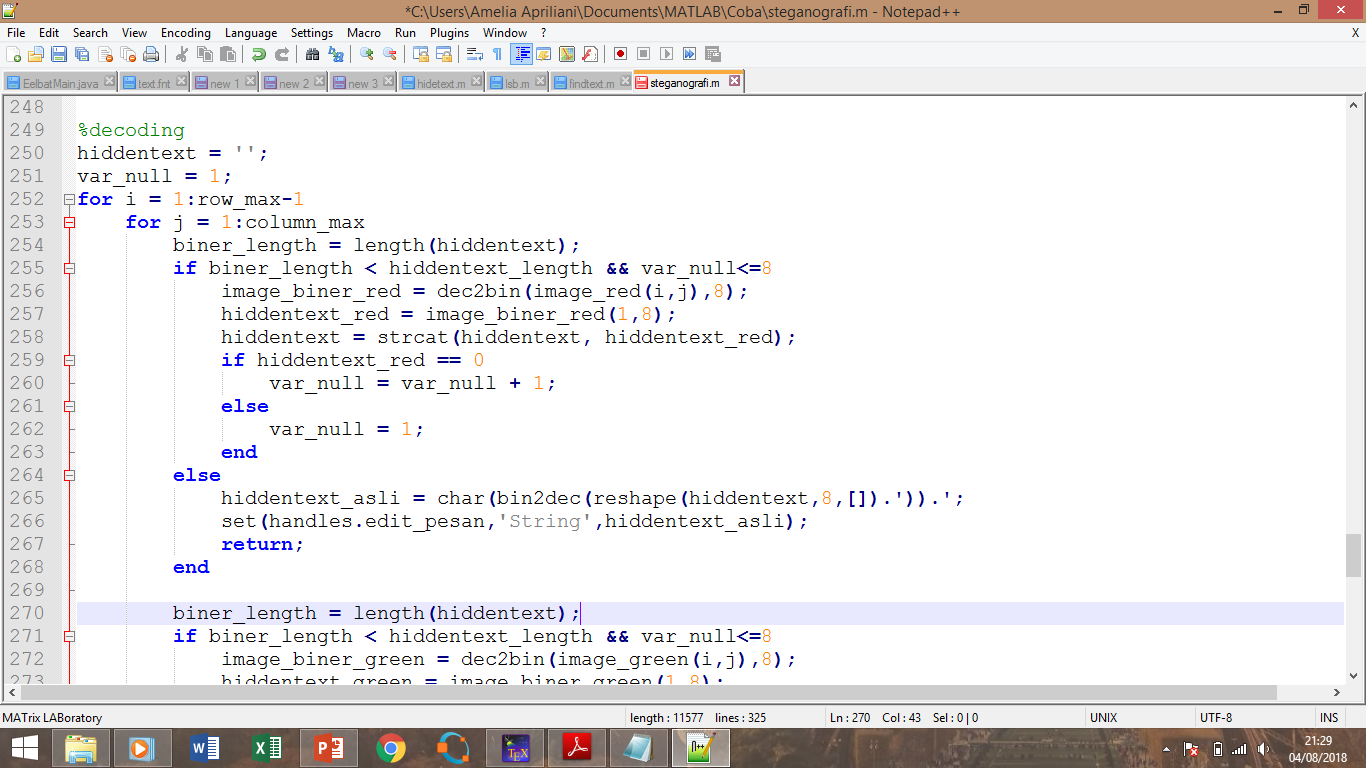 *C:\Users\Amelia Apriliani\Documents\MATLAB\Coba\steganografi.m - Notepad++
File Edit Search View Encoding Language Settings Macro Run Plugins Window ? X
EelbatMain.java text.fnt new 1 new 2 new 3 hidetext.m lsb.m findtext.m steganografi.m
248
249 %decoding
250 hiddentext = '';
251 var_null = 1;
252 for i = 1:row_max-1
253     for j = 1:column_max
254         biner_length = length(hiddentext);
255         if biner_length < hiddentext_length && var_null<=8
256             image_biner_red = dec2bin(image_red(i,j),8);
257             hiddentext_red = image_biner_red(1,8);
258             hiddentext = strcat(hiddentext, hiddentext_red);
259             if hiddentext_red == 0
260                 var_null = var_null + 1;
261             else
262                 var_null = 1;
263             end
264         else
265             hiddentext_asli = char(bin2dec(reshape(hiddentext,8,[]).')).';
266             set(handles.edit_pesan,'String',hiddentext_asli);
267             return;
268         end
269
270         biner_length = length(hiddentext);
271         if biner_length < hiddentext_length && var_null<=8
272             image_biner_green = dec2bin(image_green(i,j),8);
273             hiddentext_green = image_biner_green(1,8);
MATrix LABoratory length : 11577 lines : 325 Ln : 270 Col : 43 Sel : 0 | 0 UNIX UTF-8 INS
21:29
04/08/2018